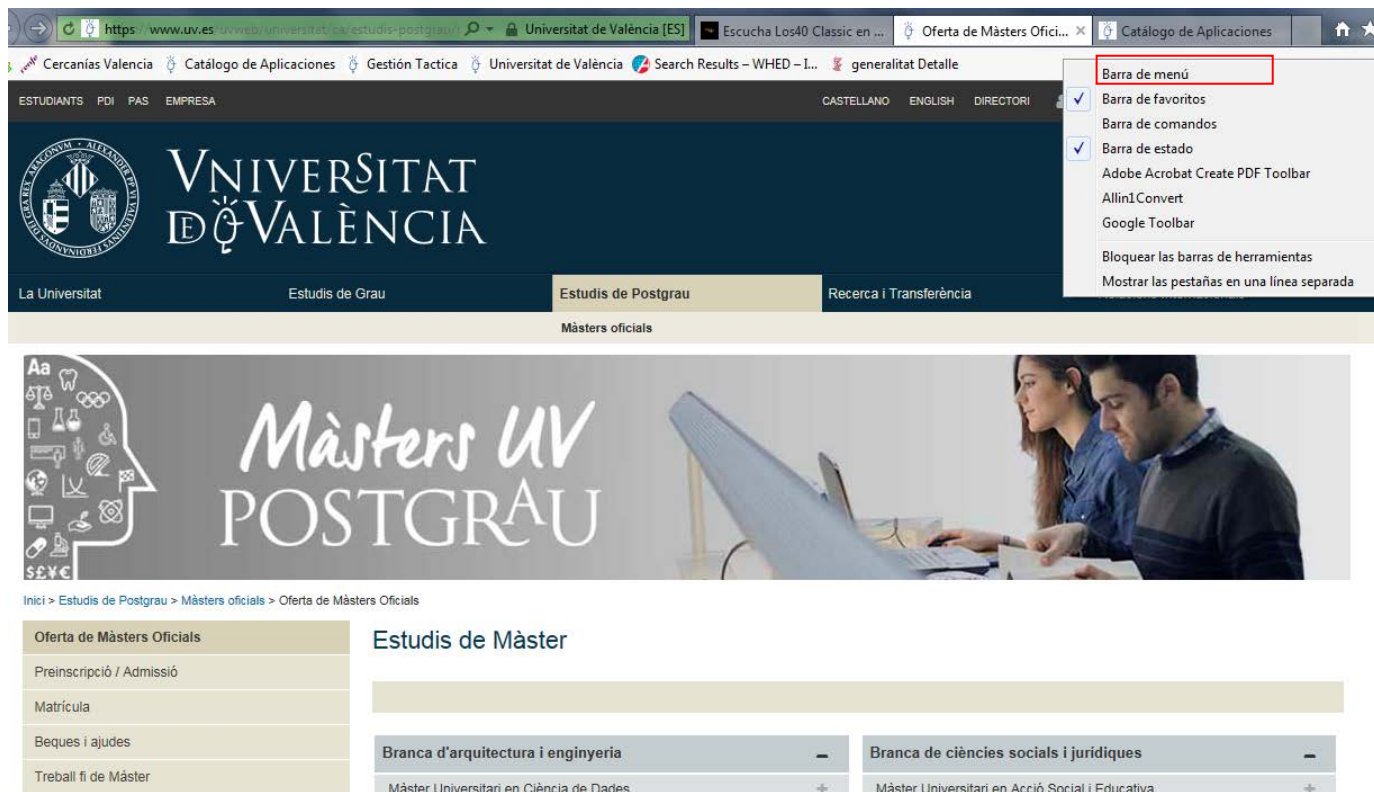 https://www.uv.es/uvweb/universitat/ca/estudis-postgrau/ Universitat de València [ES] Escucha Los40 Classic en ... Oferta de Màsters Ofici... Catálogo de Aplicaciones
Cercanías Valencia Catálogo de Aplicaciones Gestión Tactica Universitat de València Search Results – WHED – I... generalitat Detalle
Barra de menú
Barra de favoritos
Barra de comandos
Barra de estado
Adobe Acrobat Create PDF Toolbar
Allin1Convert
Google Toolbar
Bloquear las barras de herramientas
Mostrar las pestañas en una línea separada
ESTUDIANTS PDI PAS EMPRESA CASTELLANO ENGLISH DIRECTORI
VNIVERSITAT
DE VALÈNCIA
La Universitat Estudis de Grau Estudis de Postgrau Recerca i Transferència
Màsters oficials
Aa
Màsters UV
POSTGRAU
$£¥€
Inici > Estudis de Postgrau > Màsters oficials > Oferta de Màsters Oficials
Oferta de Màsters Oficials
Preinscripció / Admissió
Matrícula
Beques i ajudes
Treball fi de Máster
Estudis de Màster
Branca d'arquitectura i enginyeria
Màster Universitari en Ciència de Dades
Branca de ciències socials i jurídiques
Màster Universitari en Acció Social i Educativa